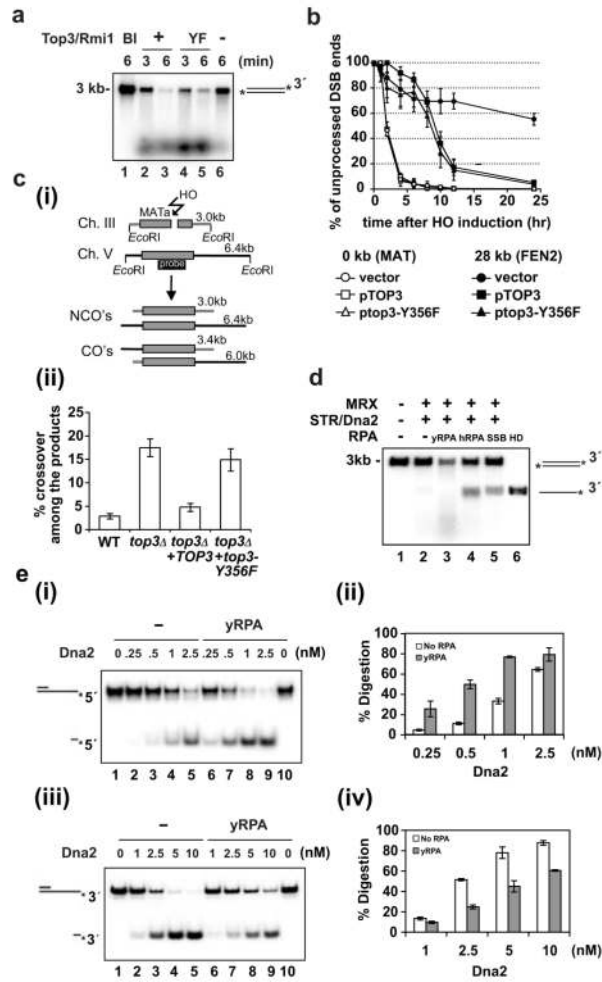 a
Top3/Rmi1 BI + YF -
6 3 6 3 6 6 (min)
3 kb-
* 3´
1 2 3 4 5 6
b
% of unprocessed DSB ends
100
80
60
40
20
0
0 5 10 15 20 25
time after HO induction (hr)
0 kb (MAT) 28 kb (FEN2)
vector vector
pTOP3 pTOP3
ptop3-Y356F ptop3-Y356F
c
(i)
HO
MATa
Ch. III 3.0kb
EcoRI EcoRI
Ch. V 6.4kb
EcoRI probe EcoRI
NCO's 3.0kb
6.4kb
CO's 3.4kb
6.0kb
(ii)
% crossover
among the products
25
20
15
10
5
0
WT top3Δ top3Δ +TOP3 top3Δ +top3-Y356F
d
MRX - + + + +
STR/Dna2 - + + + +
RPA - - yRPA hRPA SSB HD
3kb - * * 3´
3´ *
1 2 3 4 5 6
e
(i)
– yRPA
Dna2 0 .25 .5 1 2.5 .25 .5 1 2.5 0 (nM)
* 5´
* 5´
1 2 3 4 5 6 7 8 9 10
(ii)
% Digestion
100
80
60
40
20
0
No RPA
yRPA
0.25 0.5 1 2.5 (nM)
Dna2
(iii)
– yRPA
Dna2 0 1 2.5 5 10 1 2.5 5 10 0 (nM)
* 3´
* 3´
1 2 3 4 5 6 7 8 9 10
(iv)
% Digestion
100
80
60
40
20
0
No RPA
yRPA
1 2.5 5 10 (nM)
Dna2